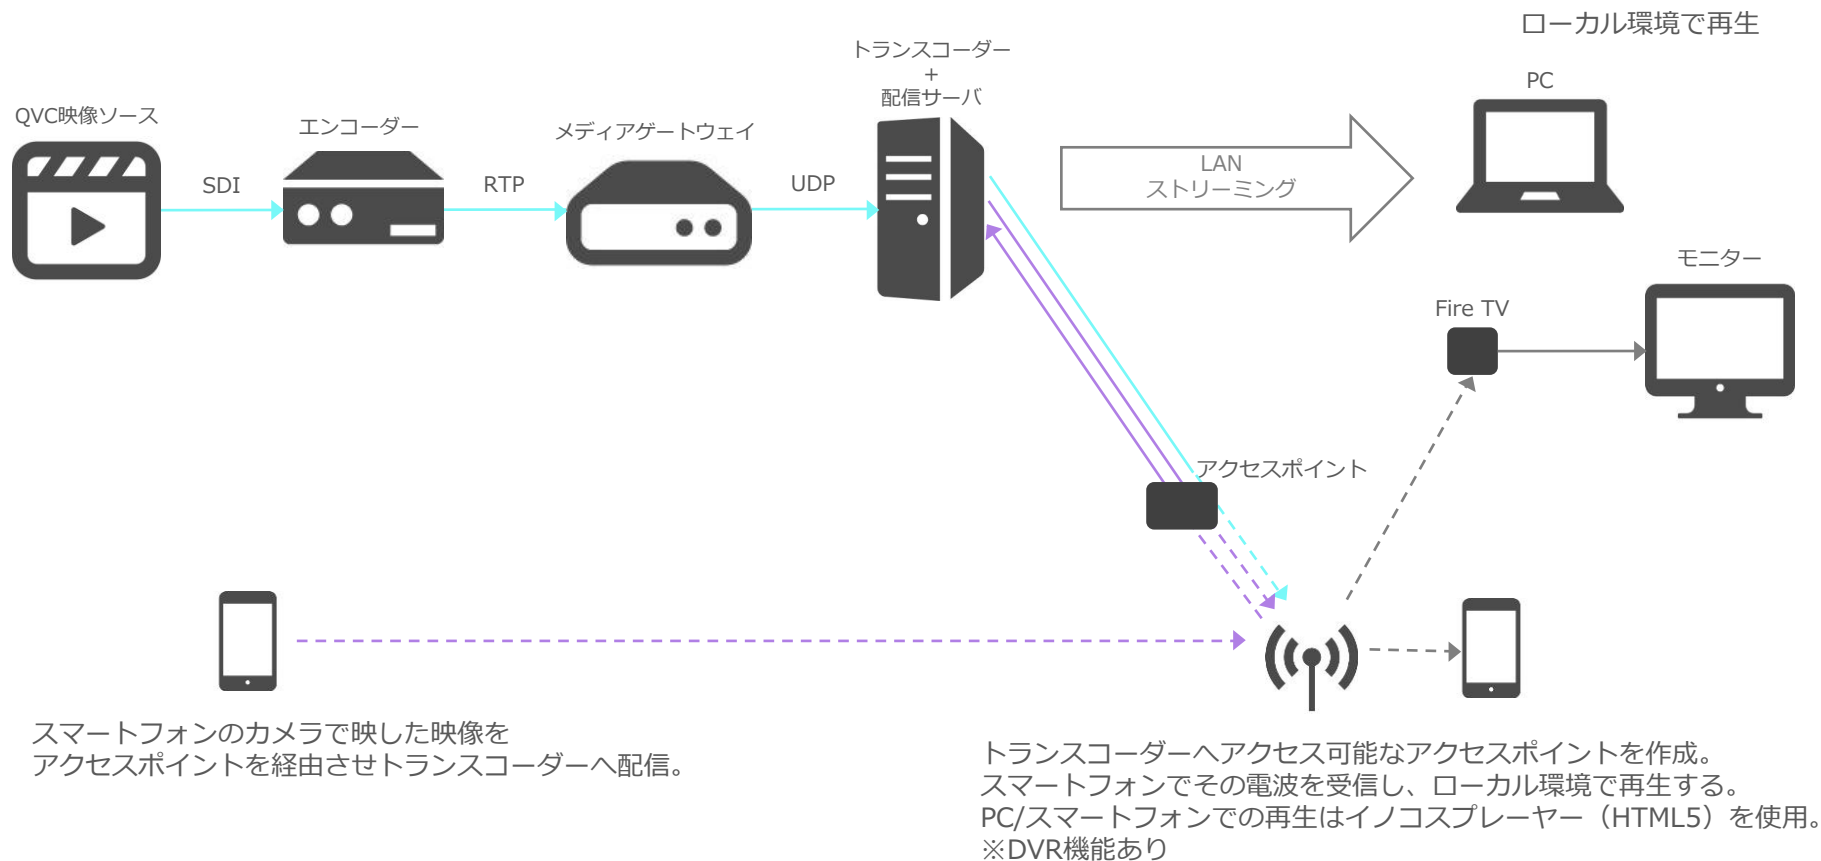 ローカル環境で再生
トランスコーダー
+
配信サーバ
PC
QVC映像ソース
エンコーダー
メディアゲートウェイ
SDI
RTP
UDP
LAN
ストリーミング
モニター
Fire TV
アクセスポイント
スマートフォンのカメラで映した映像を
アクセスポイントを経由させトランスコーダーへ配信。
トランスコーダーへアクセス可能なアクセスポイントを作成。
スマートフォンでその電波を受信し、ローカル環境で再生する。
PC/スマートフォンでの再生はイノコスプレーヤー（HTML5）を使用。
※DVR機能あり